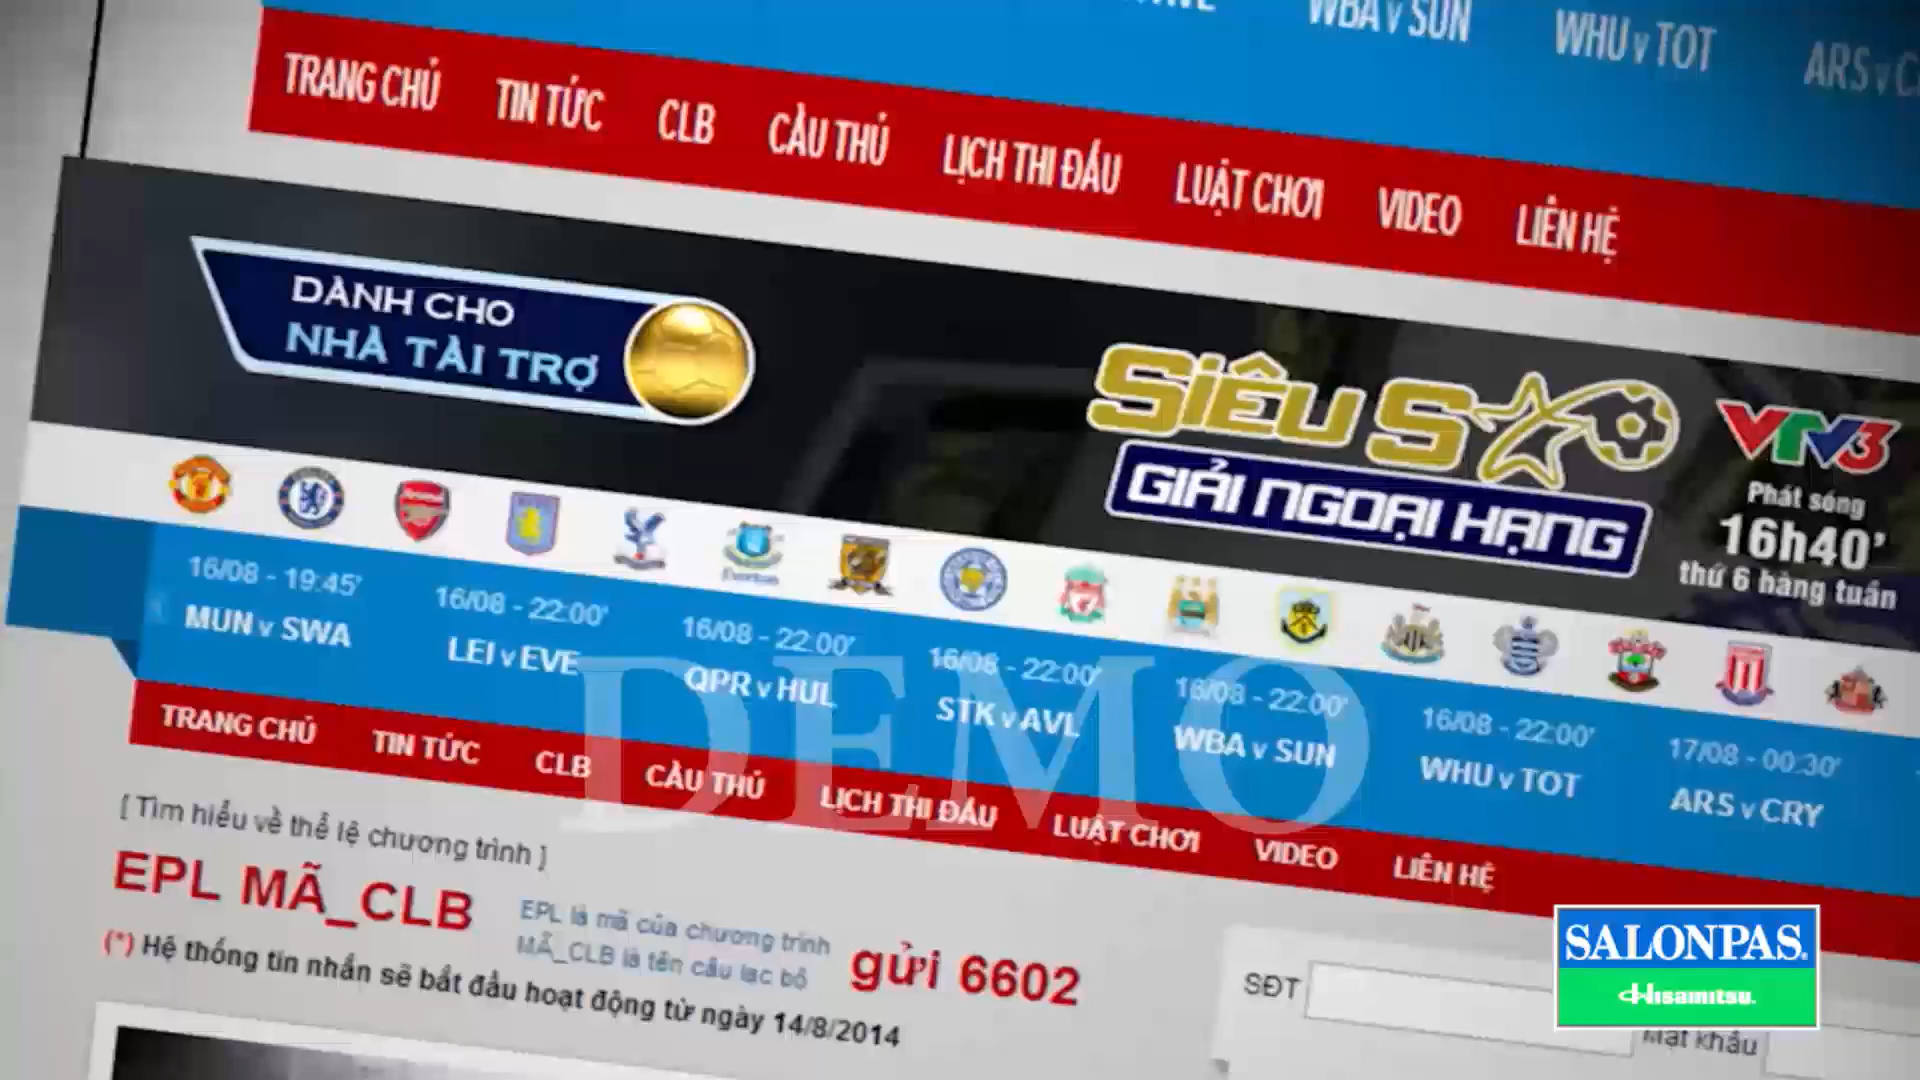 WBA v SUN
WHU v TOT
TRANG CHỦ TIN TỨC CLB CẦU THỦ LỊCH THI ĐẤU LUẬT CHƠI VIDEO LIÊN HỆ
DÀNH CHO
NHÀ TÀI TRỢ
SIÊU S
GIẢI NGOẠI HẠNG
VTV3
Phát sóng
16h40'
thứ 6 hàng tuần
Arsenal
Everton
16/08 - 19:45'
MUN v SWA
16/08 - 22:00'
LEI v EVE
16/08 - 22:00'
QPR v HUL
16/08 - 22:00'
STK v AVL
16/08 - 22:00'
WBA v SUN
16/08 - 22:00'
WHU v TOT
17/08 - 00:30'
ARS v CRY
DEMO
TRANG CHỦ TIN TỨC CLB CẦU THỦ LỊCH THI ĐẤU LUẬT CHƠI VIDEO LIÊN HỆ
[ Tìm hiểu về thể lệ chương trình ]
EPL MÃ_CLB
EPL là mã của chương trình
MÃ_CLB là tên câu lạc bộ
gửi 6602
(*) Hệ thống tin nhắn sẽ bắt đầu hoạt động từ ngày 14/8/2014
SĐT
Mật khẩu
SALONPAS.
Hisamitsu.